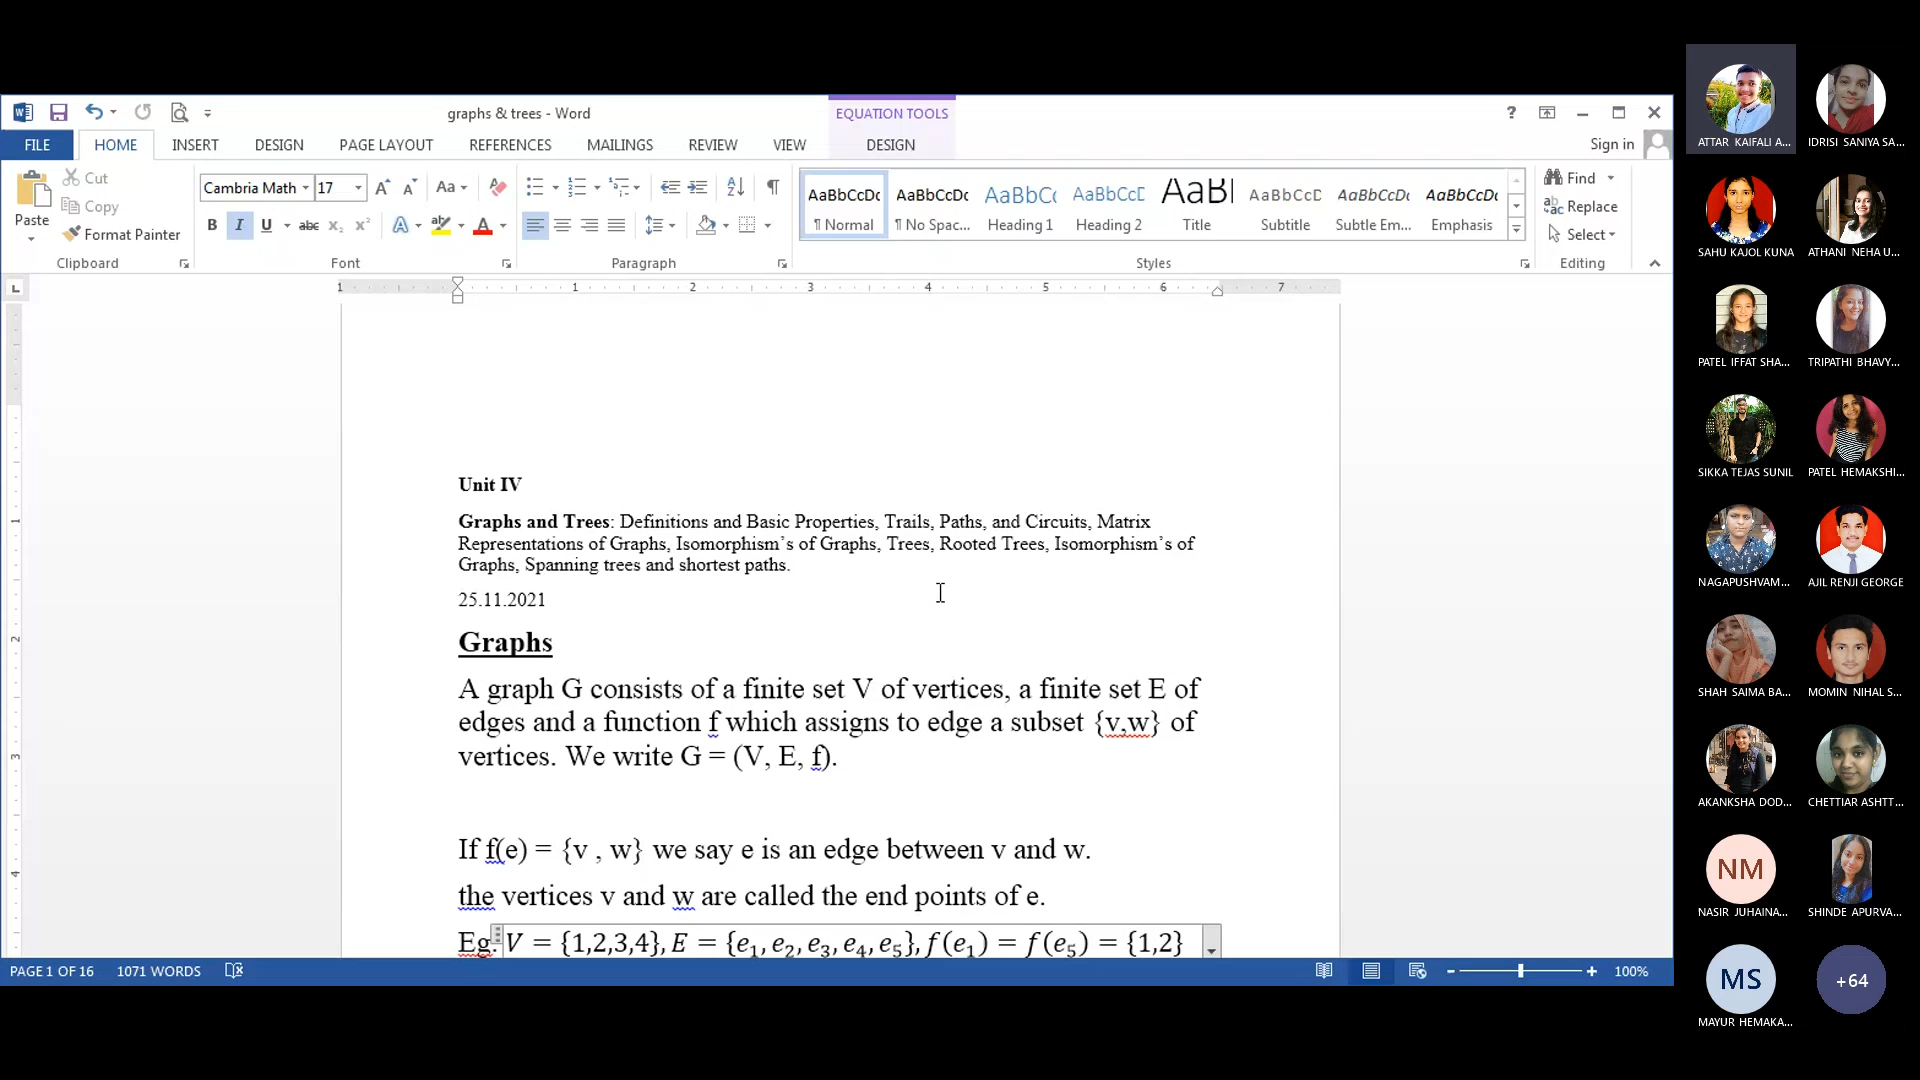 graphs & trees - Word
EQUATION TOOLS
?
FILE HOME INSERT DESIGN PAGE LAYOUT REFERENCES MAILINGS REVIEW VIEW DESIGN Sign in
Paste
Cut
Copy
Format Painter
Clipboard
Cambria Math 17
Font
Paragraph
AaBbCcDc AaBbCcDc AaBbCc AaBbCcD AaBl AaBbCcD AaBbCcDc AaBbCcDc
¶ Normal ¶ No Spac... Heading 1 Heading 2 Title Subtitle Subtle Em... Emphasis
Styles
Find
Replace
Select
Editing
1 1 2 3 4 5 6 7
Unit IV
Graphs and Trees: Definitions and Basic Properties, Trails, Paths, and Circuits, Matrix
Representations of Graphs, Isomorphism's of Graphs, Trees, Rooted Trees, Isomorphism's of
Graphs, Spanning trees and shortest paths.
25.11.2021
Graphs
A graph G consists of a finite set V of vertices, a finite set E of
edges and a function f which assigns to edge a subset {v,w} of
vertices. We write G = (V, E, f).
If f(e) = {v , w} we say e is an edge between v and w.
the vertices v and w are called the end points of e.
Eg. V = {1,2,3,4}, E = {e₁, e₂, e₃, e₄, e₅}, f(e₁) = f(e₅) = {1,2}
PAGE 1 OF 16 1071 WORDS 100%
ATTAR KAIFALI A... IDRISI SANIYA SA...
SAHU KAJOL KUNA ATHANI NEHA U...
PATEL IFFAT SHA... TRIPATHI BHAVY...
SIKKA TEJAS SUNIL PATEL HEMAKSHI...
NAGAPUSHVAM... AJIL RENJI GEORGE
SHAH SAIMA BA... MOMIN NIHAL S...
AKANKSHA DOD... CHETTIAR ASHTT...
NM
NASIR JUHAINA... SHINDE APURVA...
MS +64
MAYUR HEMAKA...